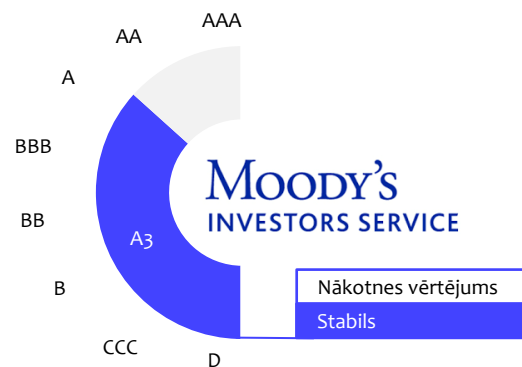 AAA
AA
A
BBB
BB
B
CCC
D
A3
MOODY'S
INVESTORS SERVICE
Nākotnes vērtējums
Stabils